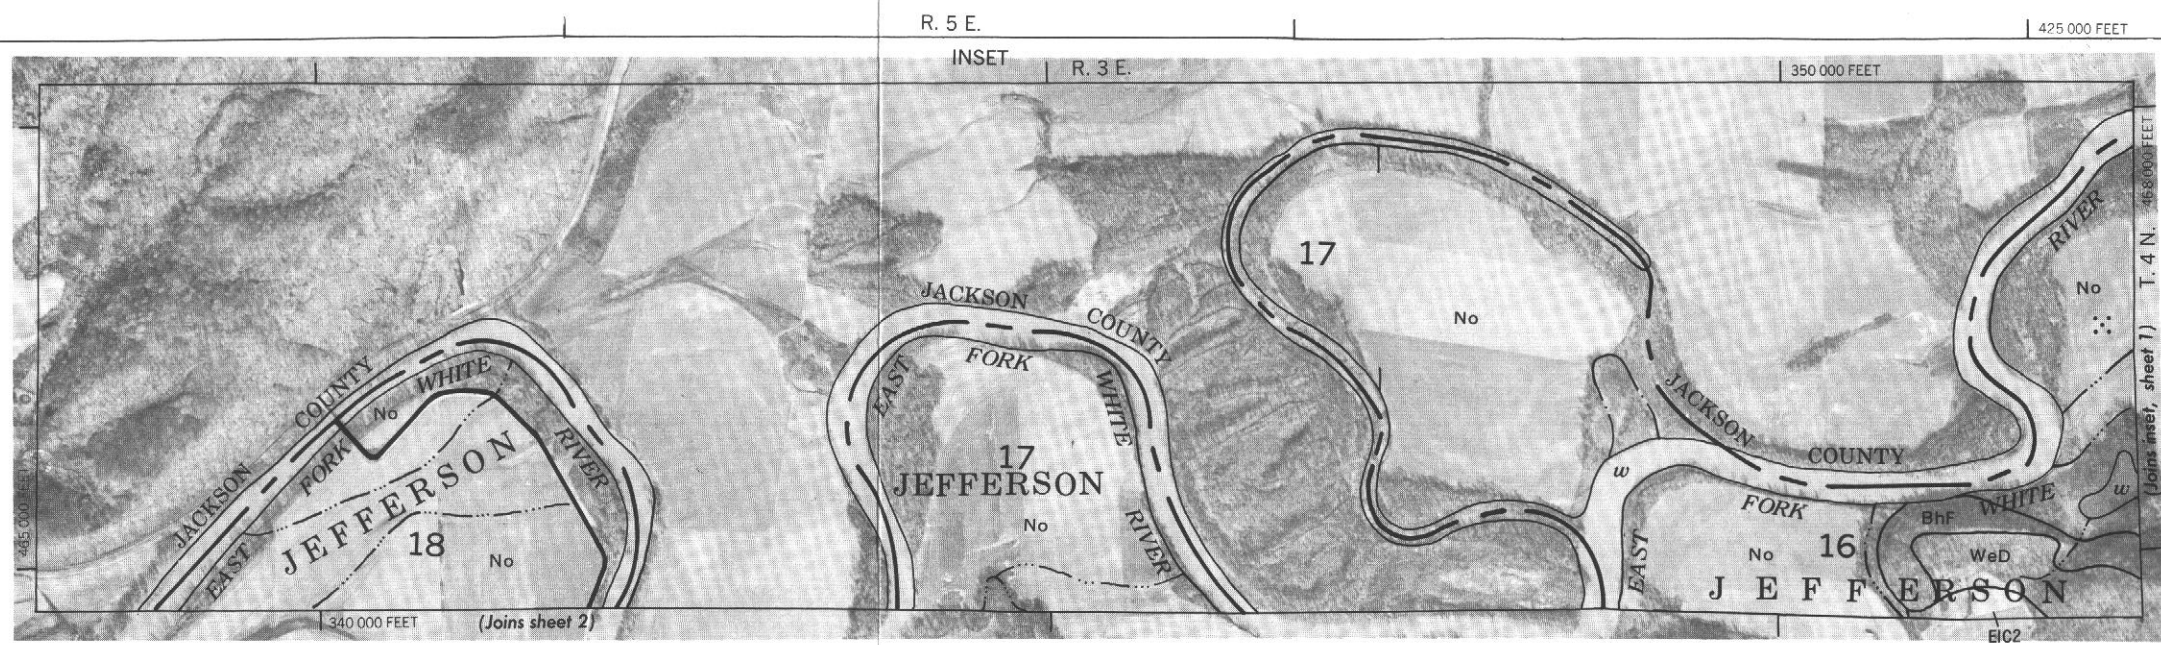 R. 5 E.
425 000 FEET
INSET
R. 3 E.
350 000 FEET
468 000 FEET
T. 4 N.
RIVER
No
(Joins inset, sheet 1)
17
No
JACKSON COUNTY
EAST FORK WHITE RIVER
17
JEFFERSON
No
JACKSON COUNTY
EAST FORK WHITE RIVER
No
JEFFERSON
18
No
465 000 FEET
340 000 FEET
(Joins sheet 2)
JACKSON COUNTY
EAST FORK WHITE
w
w
BhF
WeD
No
16
JEFFERSON
EIC2